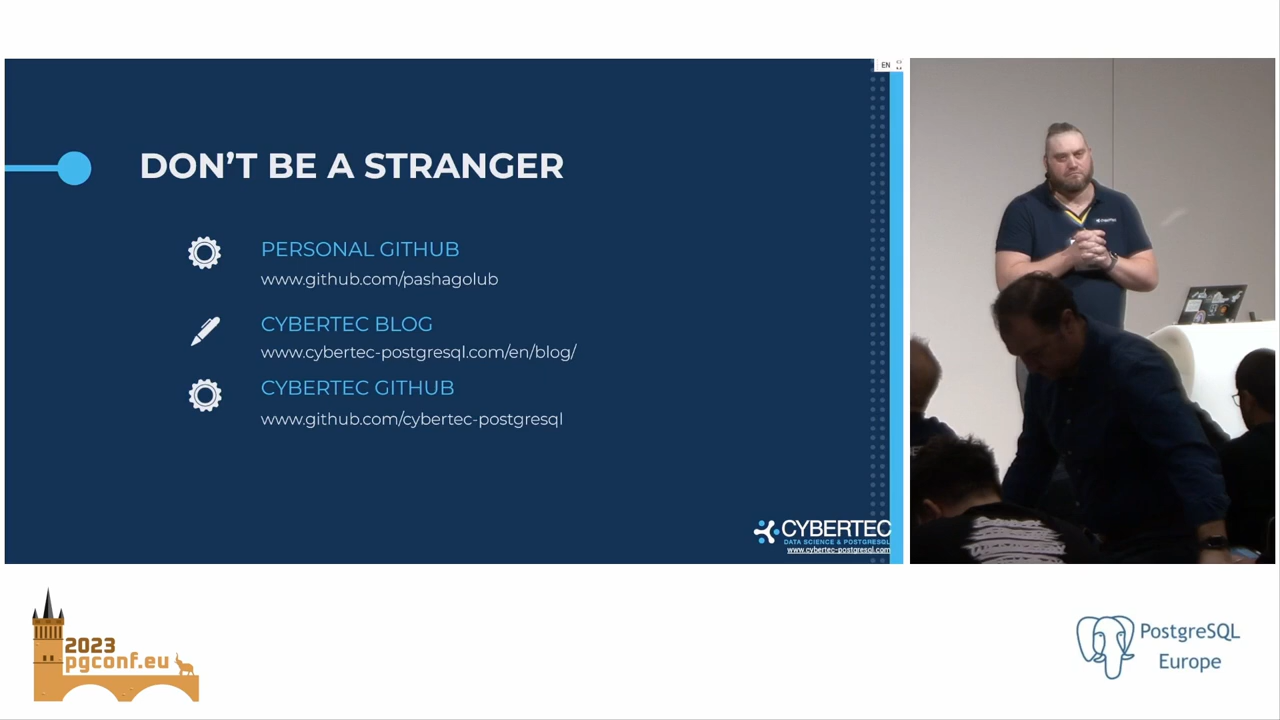 EN
DON'T BE A STRANGER
PERSONAL GITHUB
www.github.com/pashagolub
CYBERTEC BLOG
www.cybertec-postgresql.com/en/blog/
CYBERTEC GITHUB
www.github.com/cybertec-postgresql
CYBERTEC
DATA SCIENCE & POSTGRESQL
www.cybertec-postgresql.com
2023
pgconf.eu
PostgreSQL
Europe